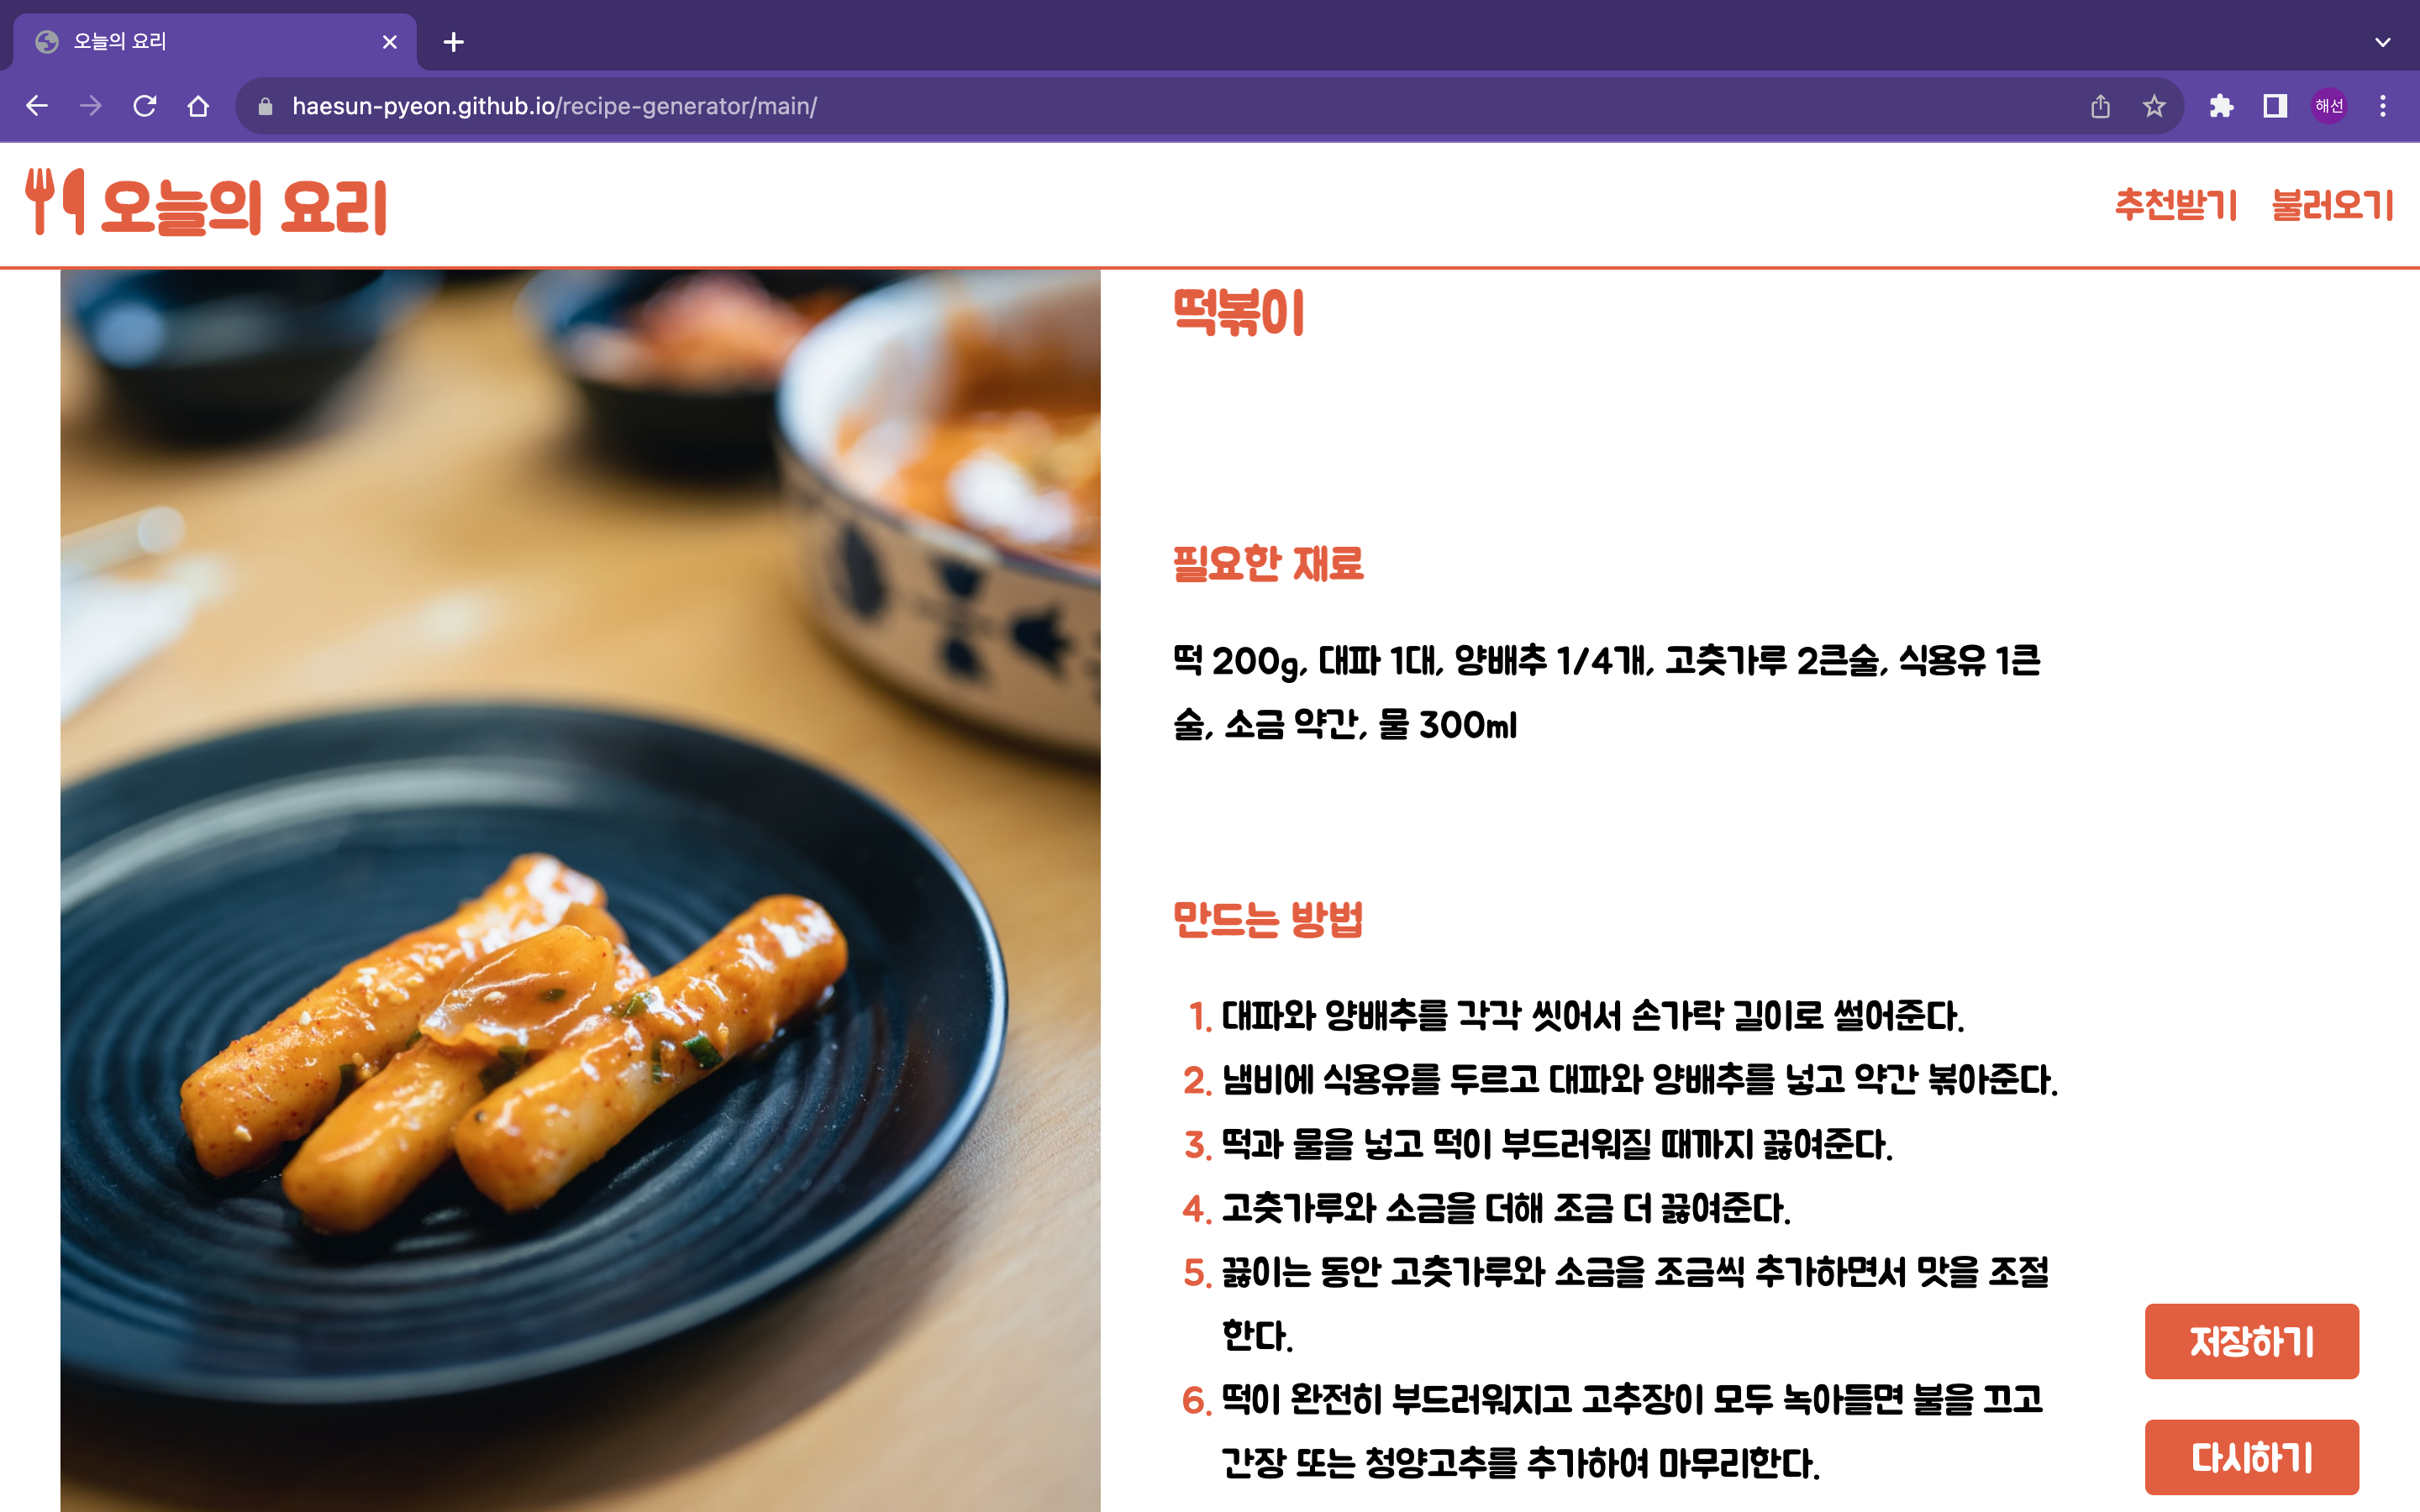 오늘의 요리
haesun-pyeon.github.io/recipe-generator/main/
해선
오늘의 요리
추천받기 불러오기
떡볶이
필요한 재료
떡 200g, 대파 1대, 양배추 1/4개, 고춧가루 2큰술, 식용유 1큰
술, 소금 약간, 물 300ml
만드는 방법
1. 대파와 양배추를 각각 씻어서 손가락 길이로 썰어준다.
2. 냄비에 식용유를 두르고 대파와 양배추를 넣고 약간 볶아준다.
3. 떡과 물을 넣고 떡이 부드러워질 때까지 끓여준다.
4. 고춧가루와 소금을 더해 조금 더 끓여준다.
5. 끓이는 동안 고춧가루와 소금을 조금씩 추가하면서 맛을 조절
한다.
6. 떡이 완전히 부드러워지고 고추장이 모두 녹아들면 불을 끄고
간장 또는 청양고추를 추가하여 마무리한다.
저장하기
다시하기